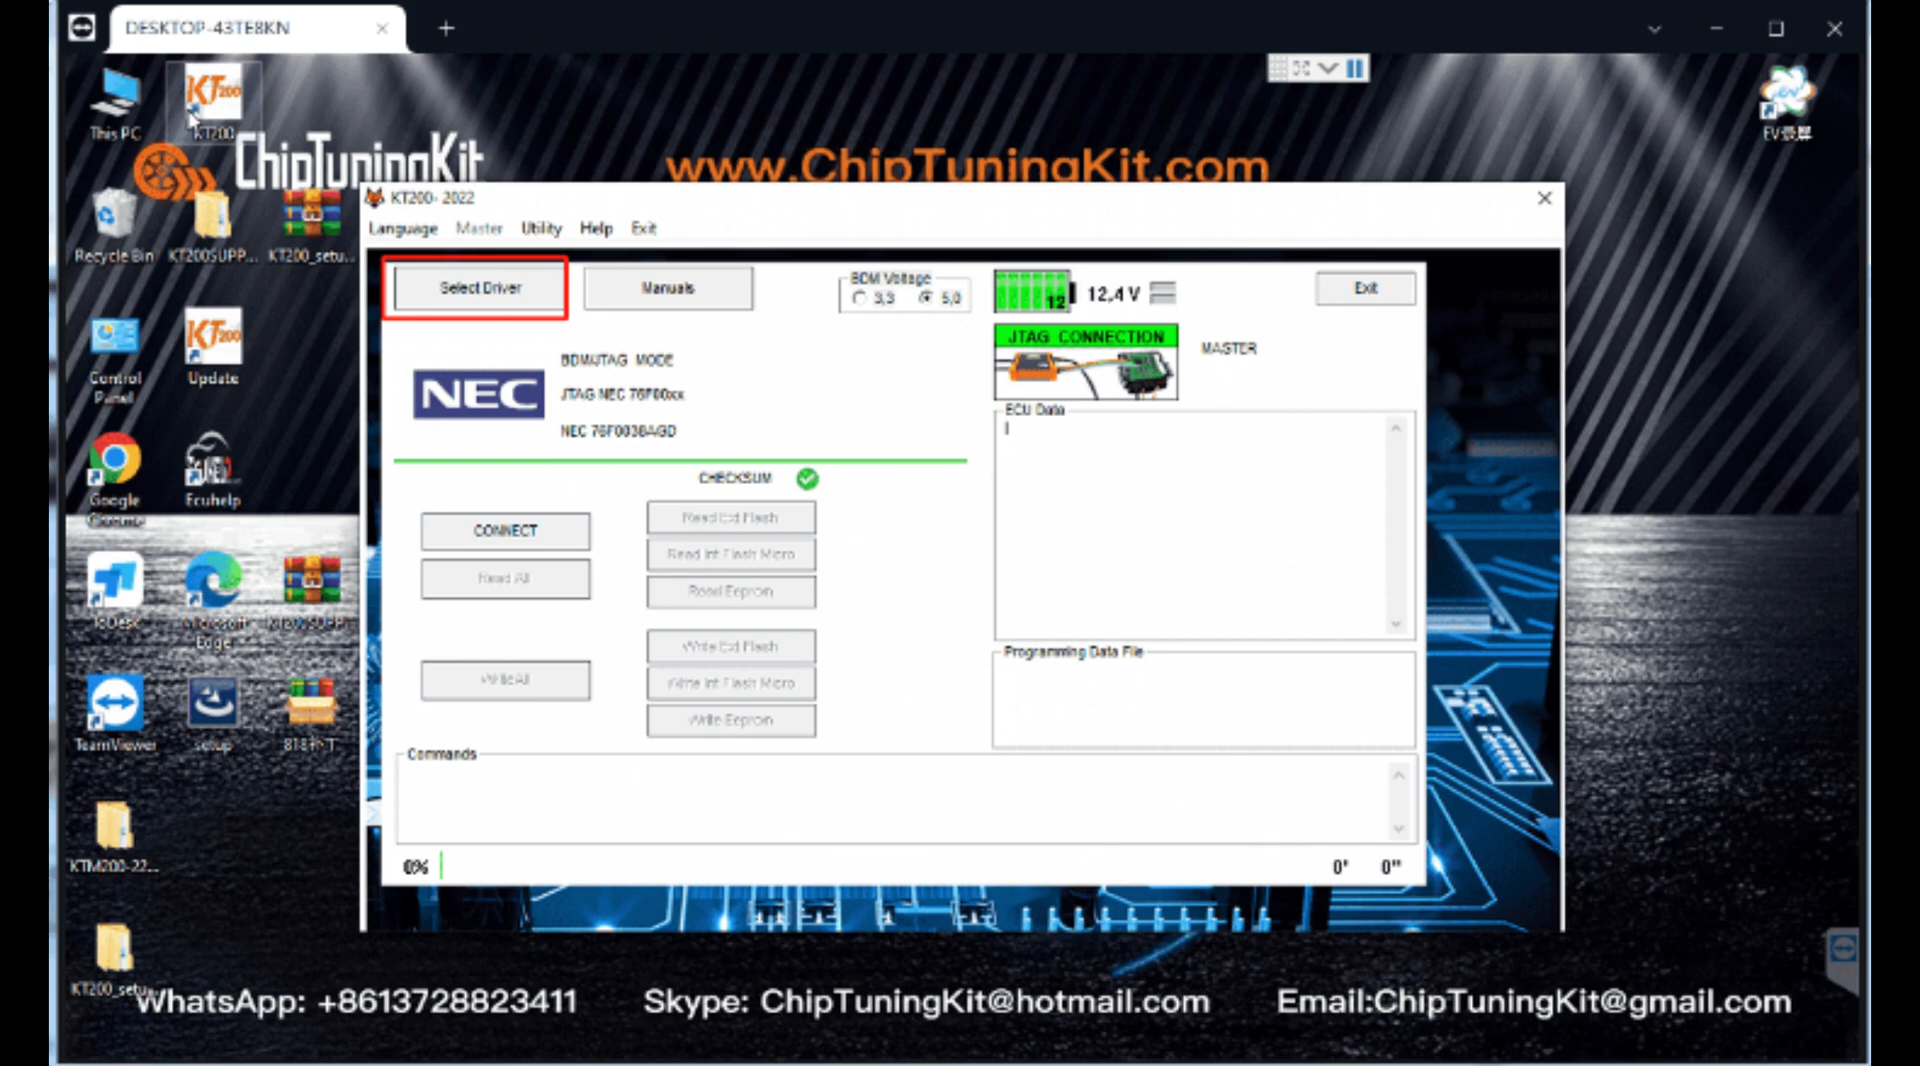 DESKTOP-43TE8KN
This PC
KT200
KT200
ChipTuningKit
www.ChipTuningKit.com
Recycle Bin
KT200SUPP...
KT200_setu...
Control
Panel
KT200
Update
Google
Chrome
Ecuhelp
ToDesk
Microsoft
Edge
KT200SUPP
TeamViewer
setup
KTM200-22...
KT200_setu...
KT200- 2022
Language Master Utility Help Exit
Select Driver
Manuals
BDM Voltage
3,3
5,0
12
12,4 V
Exit
JTAG CONNECTION
MASTER
NEC
BDM/JTAG MODE
JTAG NEC 76F00xx
NEC 76F0038AGD
CHECKSUM
CONNECT
Read All
Write All
Read Ext Flash
Read Int Flash Micro
Read Eeprom
Write Ext Flash
Write Int Flash Micro
Write Eeprom
ECU Data
Programming Data File
Commands
0%
0' 0"
WhatsApp: +8613728823411
Skype: ChipTuningKit@hotmail.com
Email:ChipTuningKit@gmail.com